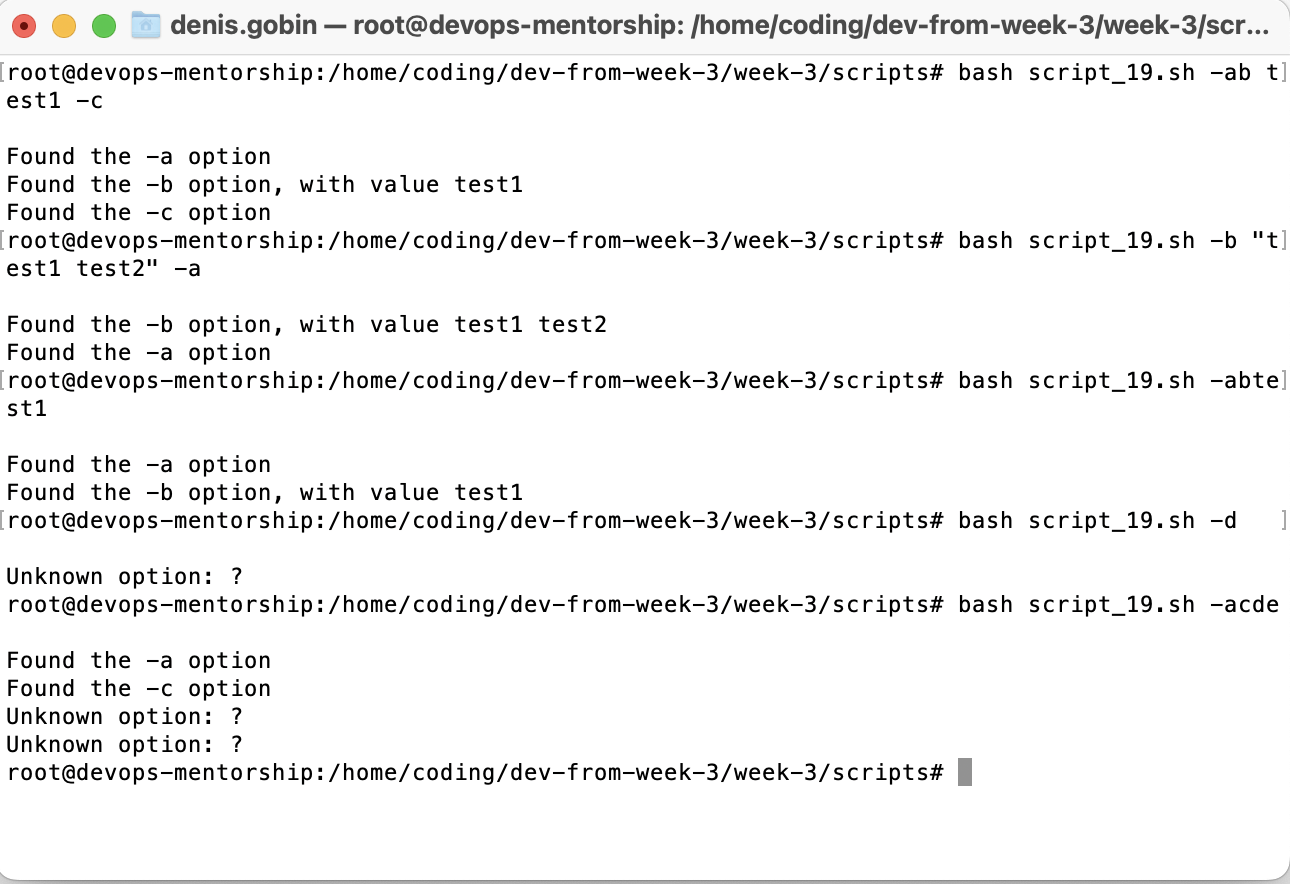 denis.gobin — root@devops-mentorship: /home/coding/dev-from-week-3/week-3/scr...
[root@devops-mentorship:/home/coding/dev-from-week-3/week-3/scripts# bash script_19.sh -ab t]
est1 -c
Found the -a option
Found the -b option, with value test1
Found the -c option
[root@devops-mentorship:/home/coding/dev-from-week-3/week-3/scripts# bash script_19.sh -b "t]
est1 test2" -a
Found the -b option, with value test1 test2
Found the -a option
[root@devops-mentorship:/home/coding/dev-from-week-3/week-3/scripts# bash script_19.sh -abte]
st1
Found the -a option
Found the -b option, with value test1
[root@devops-mentorship:/home/coding/dev-from-week-3/week-3/scripts# bash script_19.sh -d ]
Unknown option: ?
root@devops-mentorship:/home/coding/dev-from-week-3/week-3/scripts# bash script_19.sh -acde
Found the -a option
Found the -c option
Unknown option: ?
Unknown option: ?
root@devops-mentorship:/home/coding/dev-from-week-3/week-3/scripts#